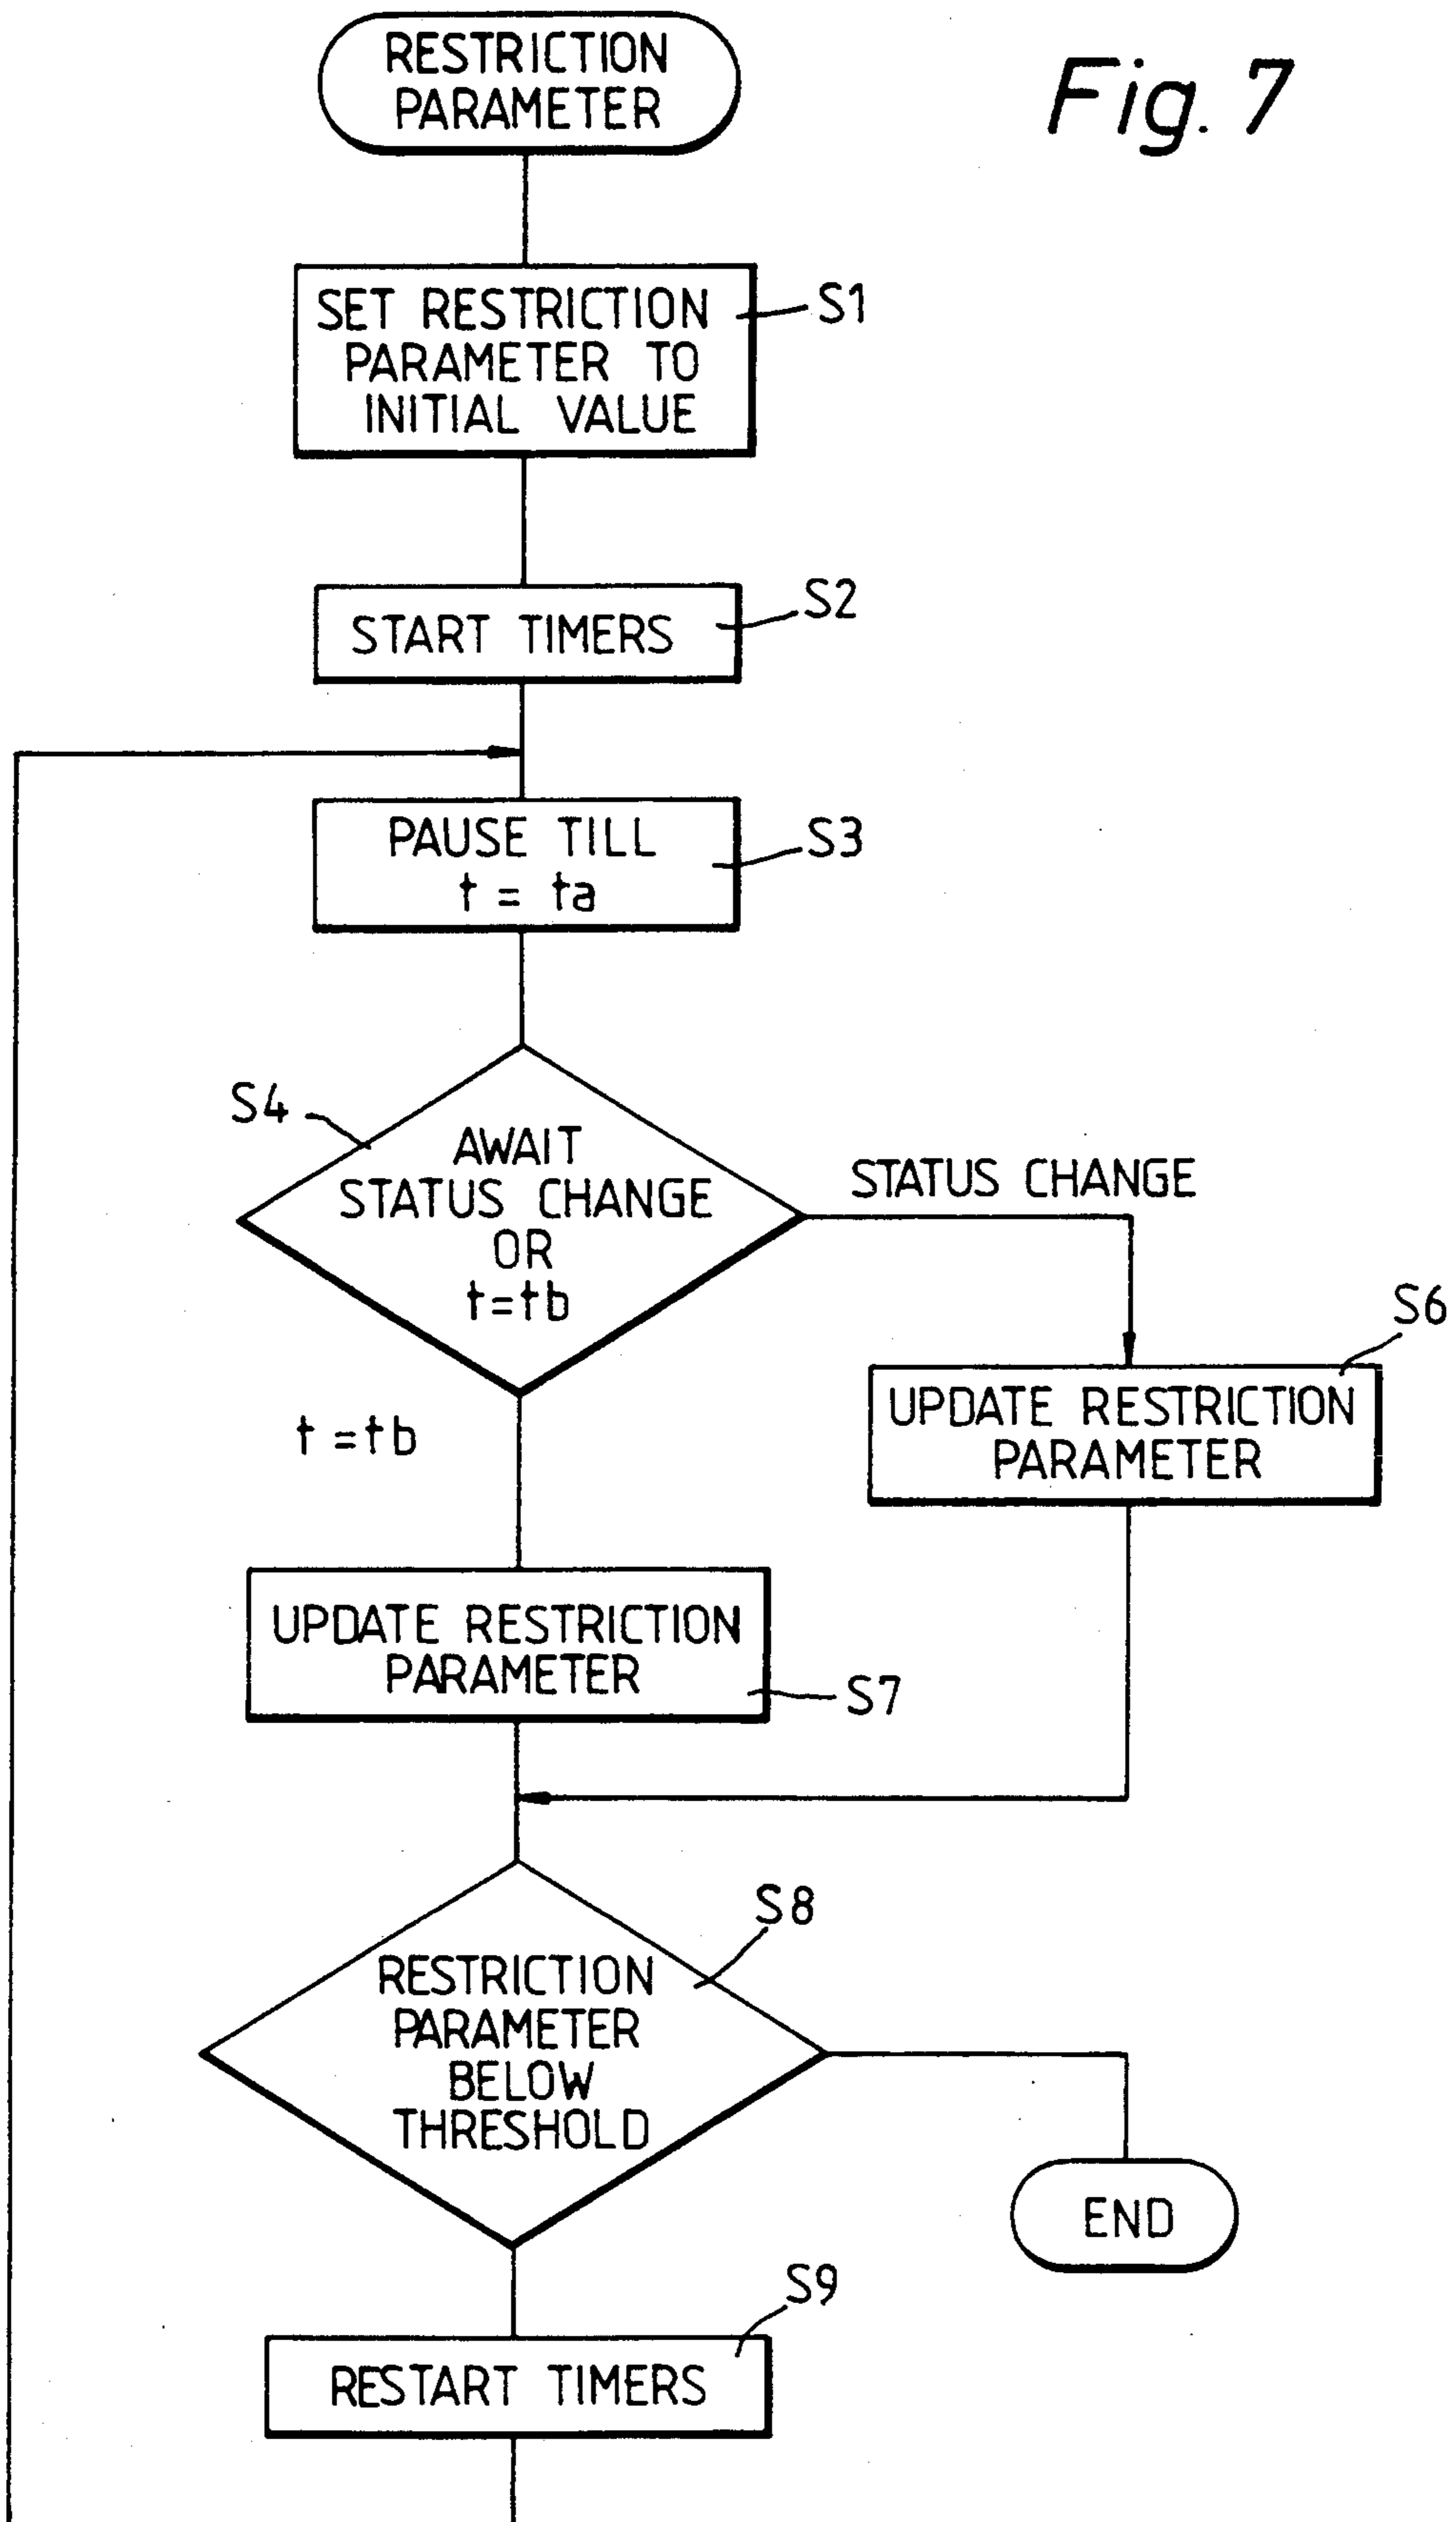 RESTRICTION
PARAMETER
Fig. 7
SET RESTRICTION
PARAMETER TO
INITIAL VALUE
S1
START TIMERS
S2
PAUSE TILL
t = ta
S3
S4
AWAIT
STATUS CHANGE
OR
t=tb
STATUS CHANGE
S6
UPDATE RESTRICTION
PARAMETER
t =tb
UPDATE RESTRICTION
PARAMETER
S7
S8
RESTRICTION
PARAMETER
BELOW
THRESHOLD
END
S9
RESTART TIMERS